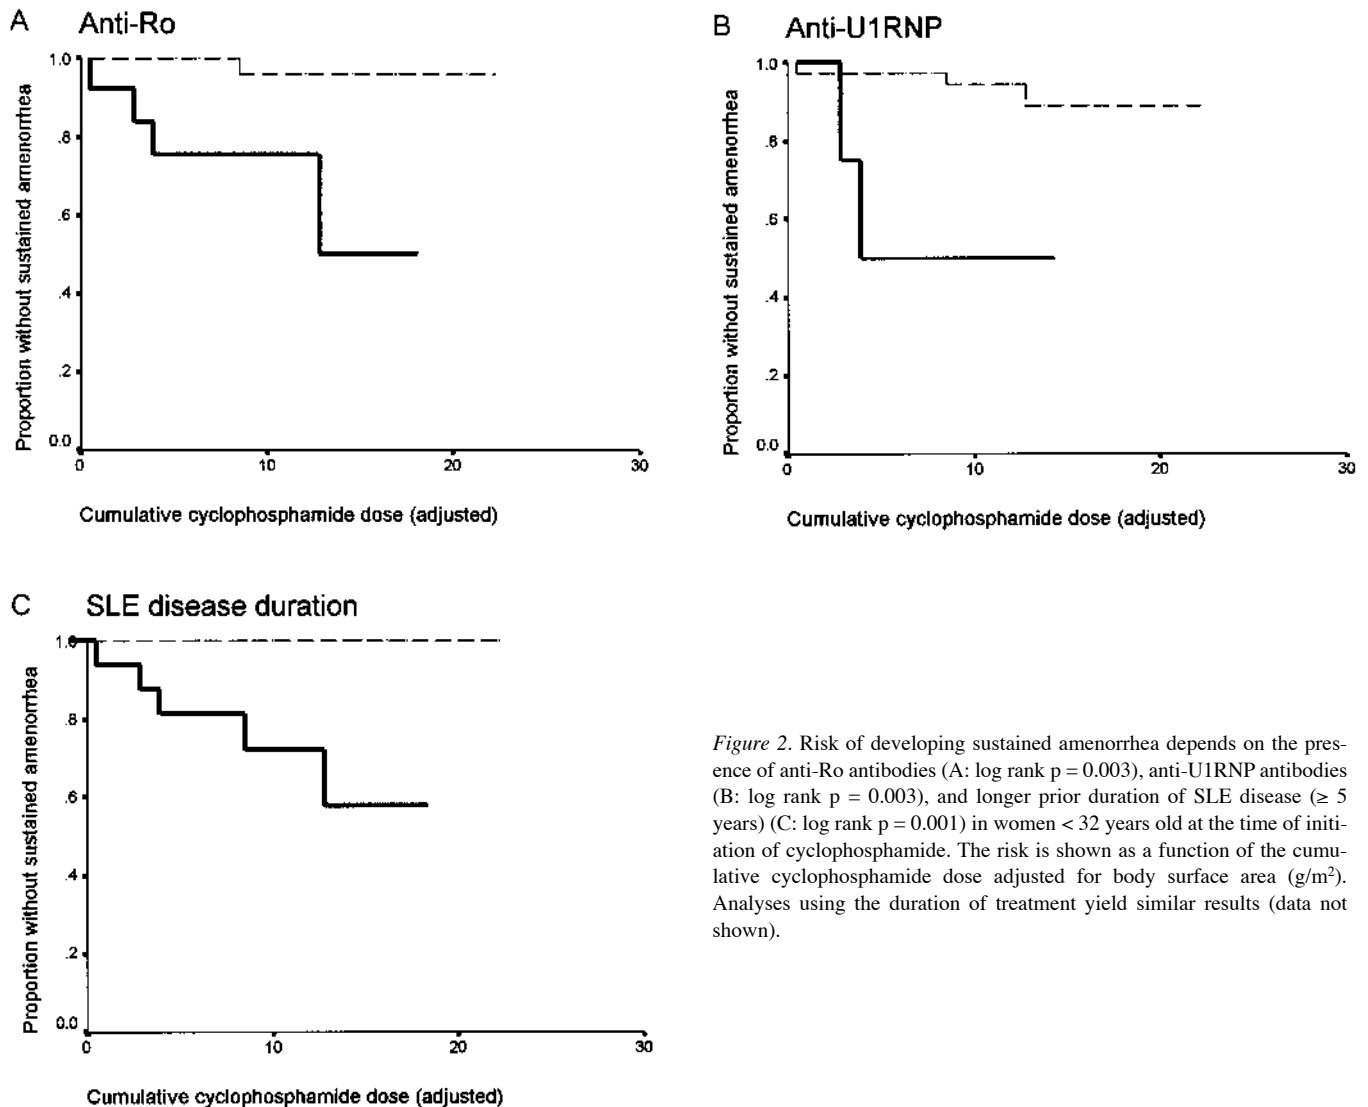 A Anti-Ro
1.0
.8
.6
.4
.2
0.0
0 10 20 30
Proportion without sustained amenorrhea
Cumulative cyclophosphamide dose (adjusted)
B Anti-U1RNP
1.0
.8
.6
.4
.2
0.0
0 10 20 30
Proportion without sustained amenorrhea
Cumulative cyclophosphamide dose (adjusted)
C SLE disease duration
1.0
.8
.6
.4
.2
0.0
0 10 20 30
Proportion without sustained amenorrhea
Cumulative cyclophosphamide dose (adjusted)
Figure 2. Risk of developing sustained amenorrhea depends on the pres-
ence of anti-Ro antibodies (A: log rank p = 0.003), anti-U1RNP antibodies
(B: log rank p = 0.003), and longer prior duration of SLE disease (≥ 5
years) (C: log rank p = 0.001) in women < 32 years old at the time of initi-
ation of cyclophosphamide. The risk is shown as a function of the cumu-
lative cyclophosphamide dose adjusted for body surface area (g/m²).
Analyses using the duration of treatment yield similar results (data not
shown).